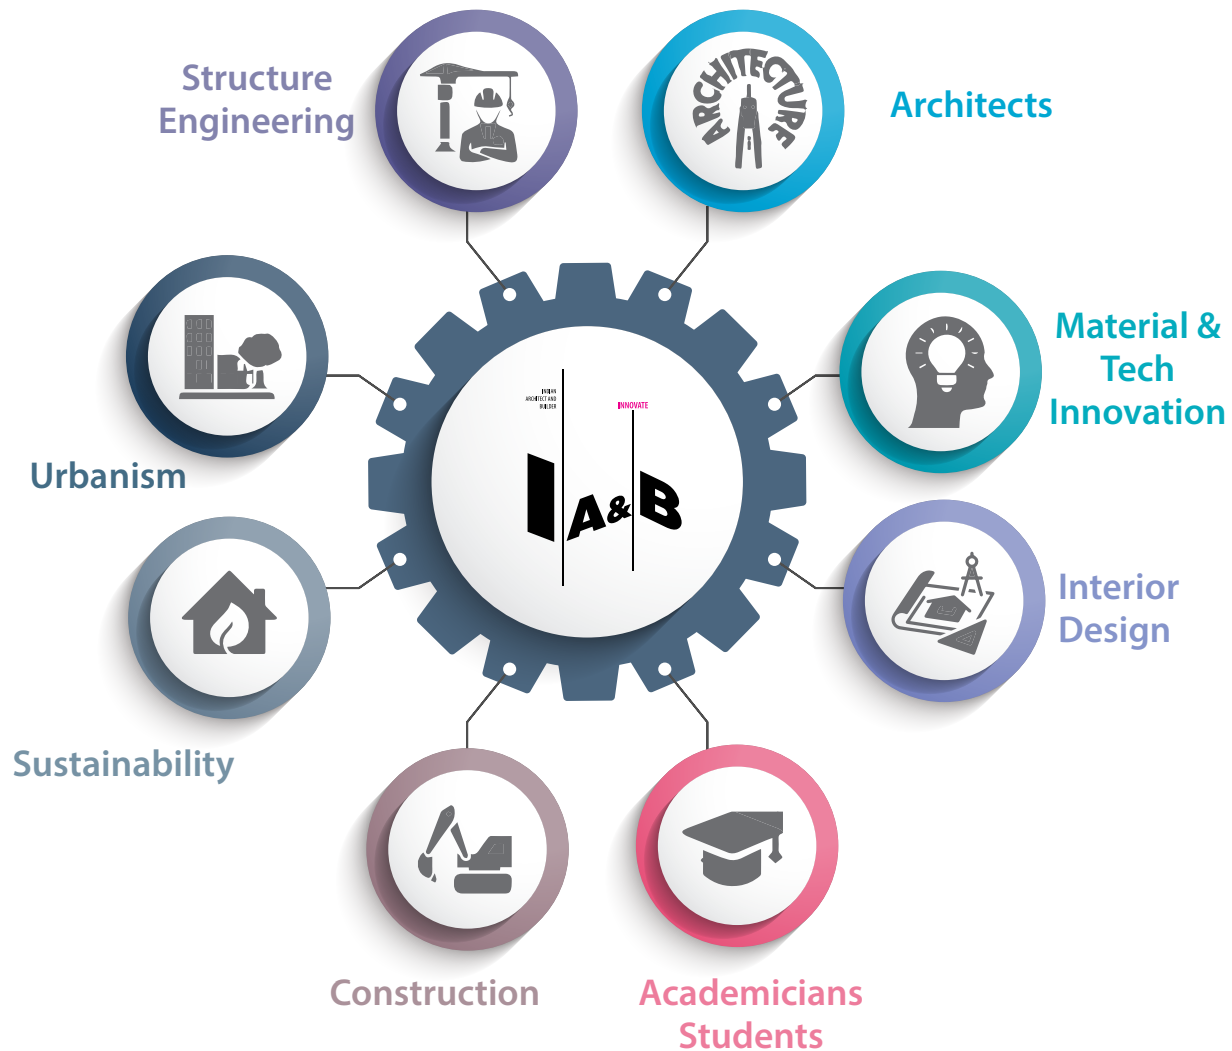 Structure
Engineering
ARCHITECTURE
Architects
Material &
Tech
Innovation
Urbanism
INDIAN
ARCHITECT AND
BUILDER
INNOVATE
IA&B
Interior
Design
Sustainability
Construction
Academicians
Students